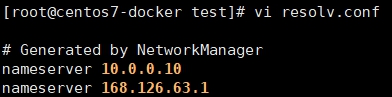 [root@centos7-docker test]# vi resolv.conf
# Generated by NetworkManager
nameserver 10.0.0.10
nameserver 168.126.63.1